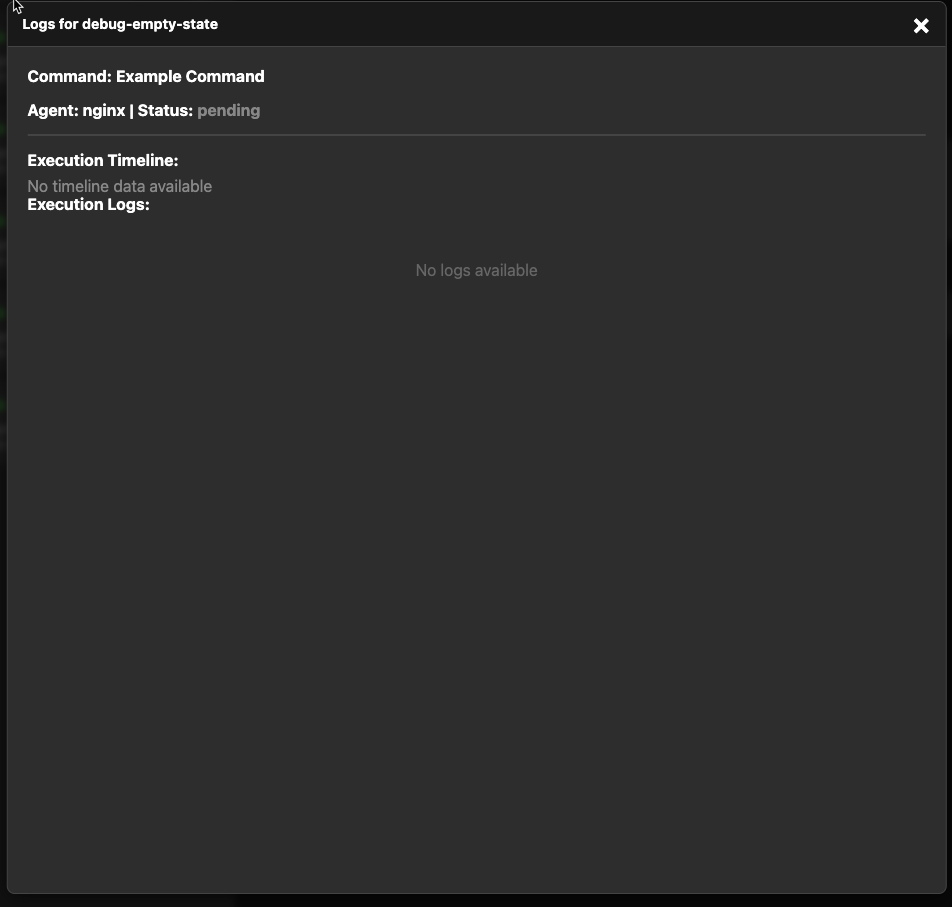 Logs for debug-empty-state
Command: Example Command
Agent: nginx | Status: pending
Execution Timeline:
No timeline data available
Execution Logs:
No logs available